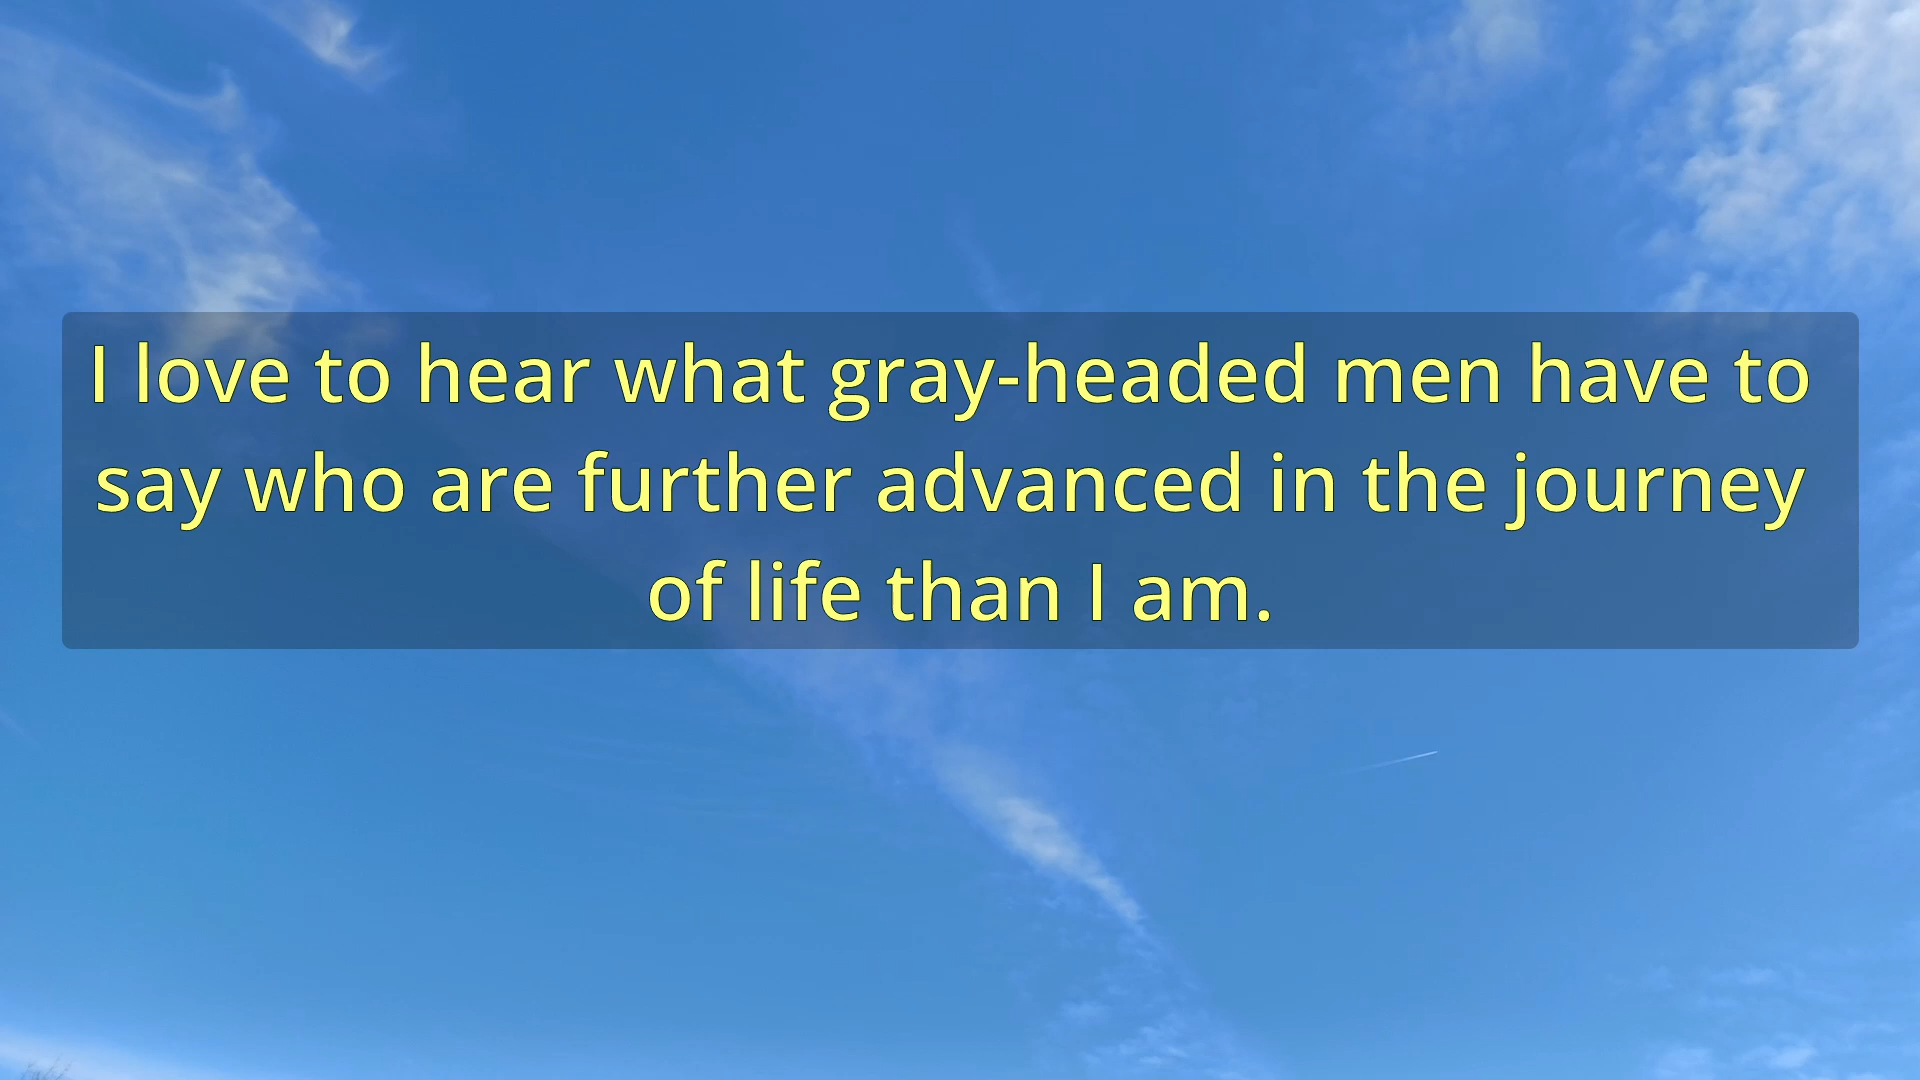 I love to hear what gray-headed men have to
say who are further advanced in the journey
of life than I am.